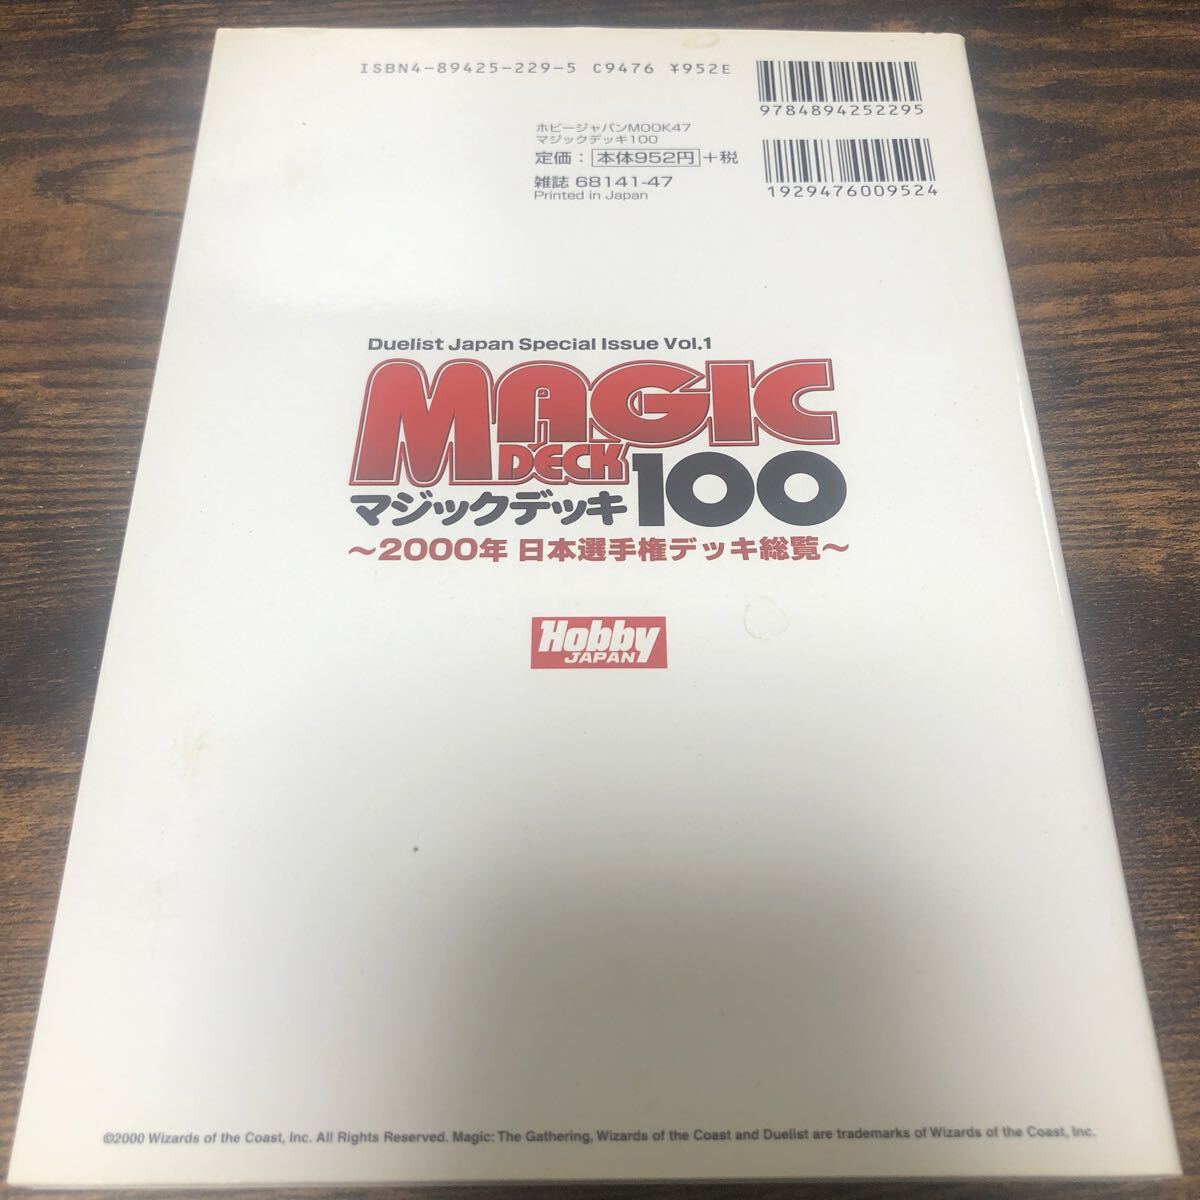 ISBN4-89425-229-5 C9476 ¥952E
9784894252295
ホビージャパンMOOK47
マジックデッキ100
定価：本体952円+税
雑誌 68141-47
Printed in Japan
1929476009524
Duelist Japan Special Issue Vol.1
MAGIC
DECK
マジックデッキ100
～2000年 日本選手権デッキ総覧～
Hobby
JAPAN
©2000 Wizards of the Coast, Inc. All Rights Reserved. Magic: The Gathering, Wizards of the Coast and Duelist are trademarks of Wizards of the Coast, Inc.